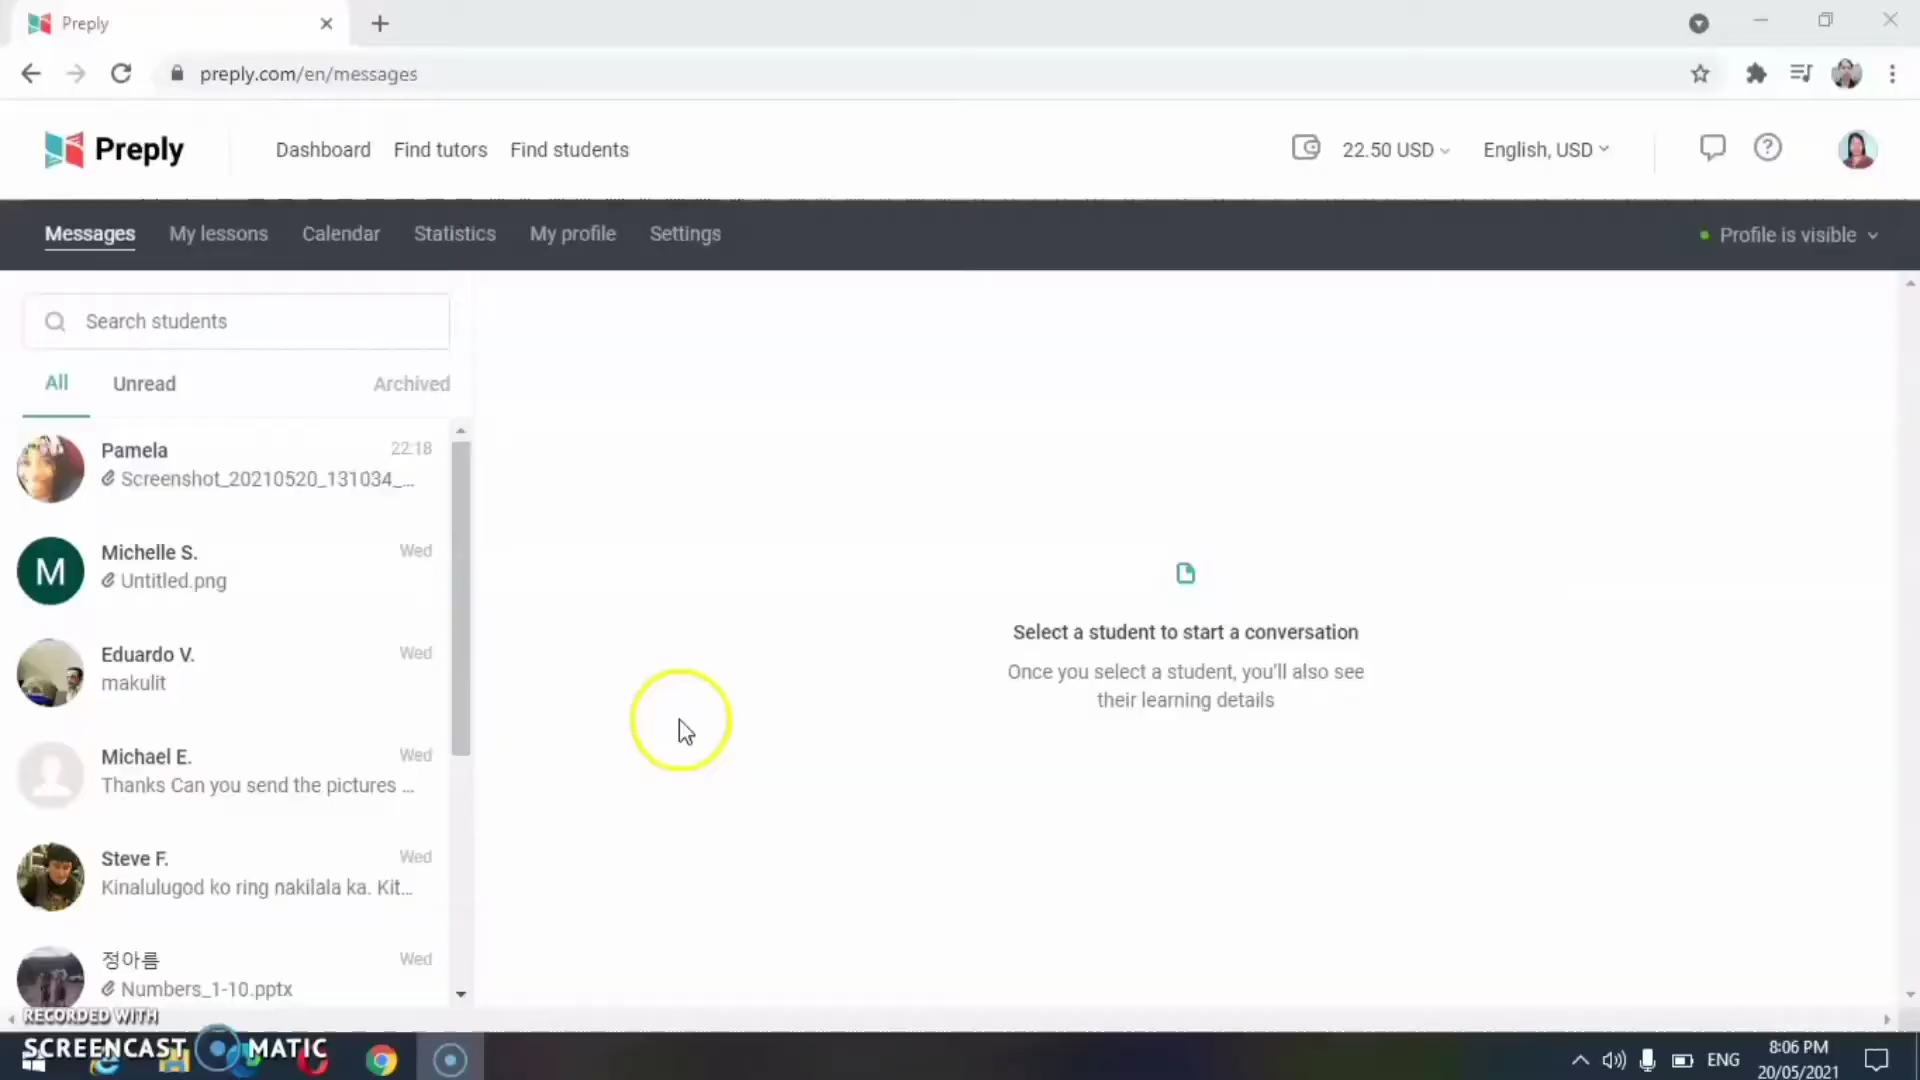 Preply
preply.com/en/messages
Preply
Dashboard
Find tutors
Find students
22.50 USD
English, USD
Messages
My lessons
Calendar
Statistics
My profile
Settings
Profile is visible
Search students
All
Unread
Archived
Pamela
22:18
Screenshot_20210520_131034_...
M
Michelle S.
Wed
Untitled.png
Eduardo V.
Wed
makulit
Michael E.
Wed
Thanks Can you send the pictures ...
Steve F.
Wed
Kinalulugod ko ring nakilala ka. Kit...
정아름
Wed
Numbers_1-10.pptx
Select a student to start a conversation
Once you select a student, you'll also see
their learning details
RECORDED WITH
SCREENCAST MATIC
ENG
8:06 PM
20/05/2021